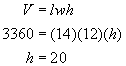 V = lwh
3360 = (14)(12)(h)
h = 20